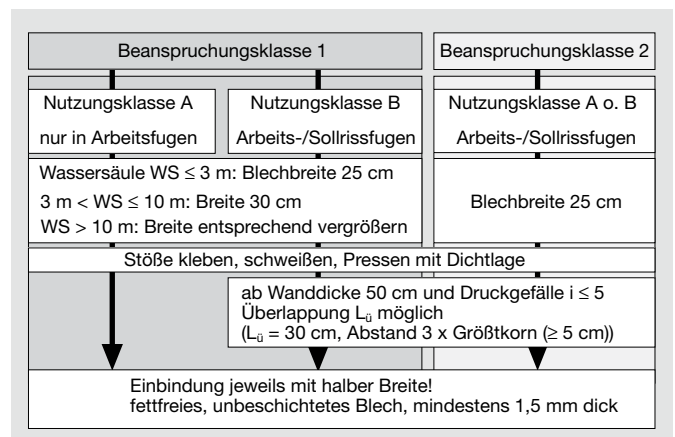 Beanspruchungsklasse 1
Beanspruchungsklasse 2
Nutzungsklasse A
nur in Arbeitsfugen
Nutzungsklasse B
Arbeits-/Sollrissfugen
Nutzungsklasse A o. B
Arbeits-/Sollrissfugen
Wassersäule WS ≤ 3 m: Blechbreite 25 cm
3 m < WS ≤ 10 m: Breite 30 cm
WS > 10 m: Breite entsprechend vergrößern
Blechbreite 25 cm
Stöße kleben, schweißen, Pressen mit Dichtlage
ab Wanddicke 50 cm und Druckgefälle i ≤ 5
Überlappung Lü möglich
(Lü = 30 cm, Abstand 3 x Größtkorn (≥ 5 cm))
Einbindung jeweils mit halber Breite!
fettfreies, unbeschichtetes Blech, mindestens 1,5 mm dick